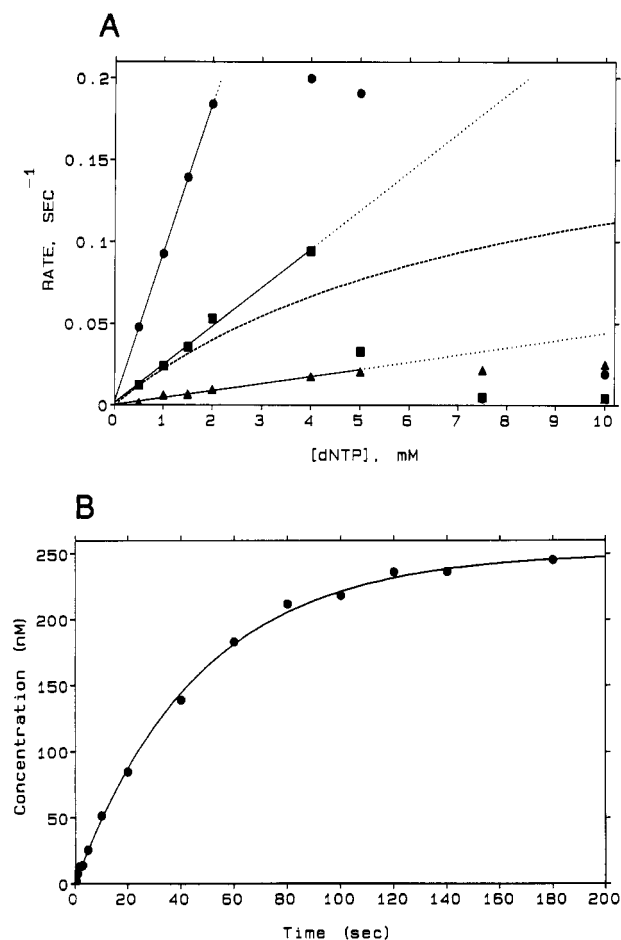 A
RATE, SEC⁻¹
0.2
0.15
0.1
0.05
0
0 1 2 3 4 5 6 7 8 9 10
[dNTP], mM
B
Concentration (nM)
250
200
150
100
50
0
0 20 40 60 80 100 120 140 160 180 200
Time (sec)